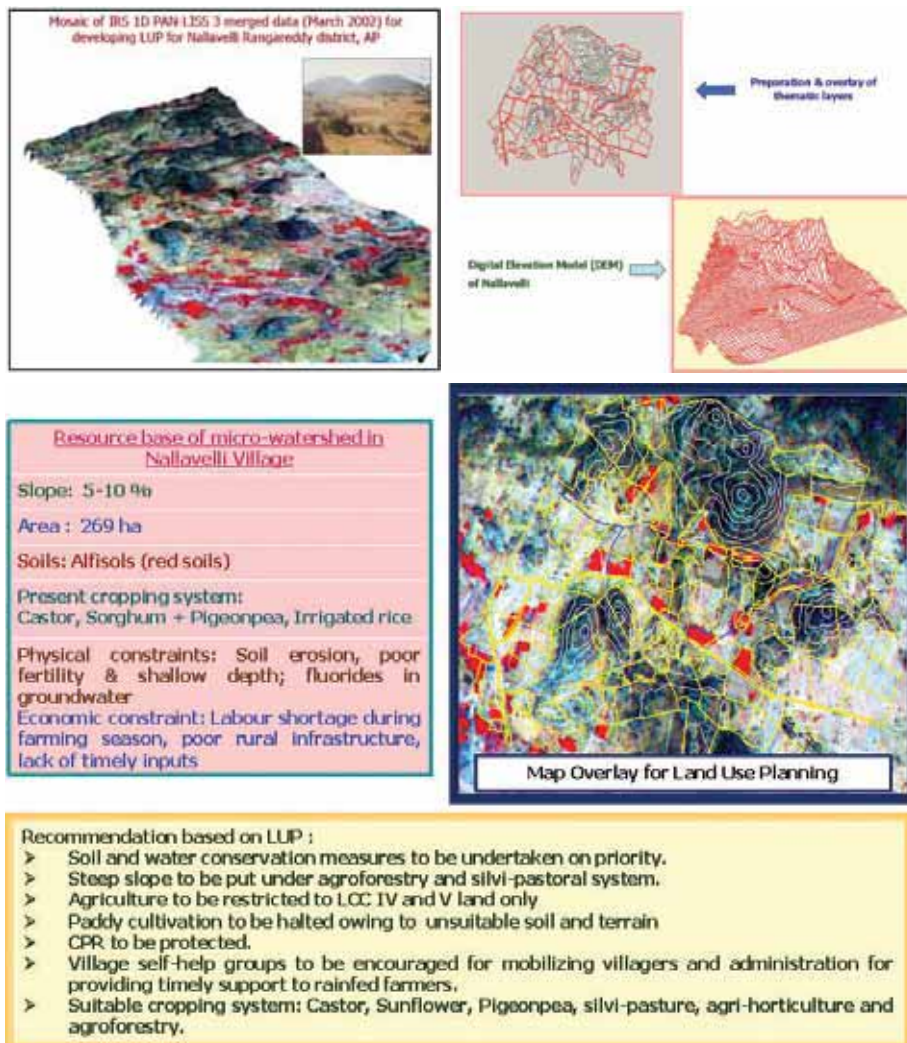 Mosaic of IRS 1D PAN LISS 3 merged data (March 2002) for
developing LUP for Nallavelli Rangareddy district, AP
Preparation & overlay of
thematic layers
Digital Elevation Model (DEM)
of Nallavelli
Resource base of micro-watershed in
Nallavelli Village
Slope: 5-10 %
Area : 269 ha
Soils: Alfisols (red soils)
Present cropping system:
Castor, Sorghum + Pigeonpea, Irrigated rice
Physical constraints: Soil erosion, poor
fertility & shallow depth; fluorides in
groundwater
Economic constraint: Labour shortage during
farming season, poor rural infrastructure,
lack of timely inputs
Map Overlay for Land Use Planning
Recommendation based on LUP :
➤ Soil and water conservation measures to be undertaken on priority.
➤ Steep slope to be put under agroforestry and silvi-pastoral system.
➤ Agriculture to be restricted to LCC IV and V land only
➤ Paddy cultivation to be halted owing to unsuitable soil and terrain
➤ CPR to be protected.
➤ Village self-help groups to be encouraged for mobilizing villagers and administration for
providing timely support to rainfed farmers.
➤ Suitable cropping system: Castor, Sunflower, Pigeonpea, silvi-pasture, agri-horticulture and
agroforestry.